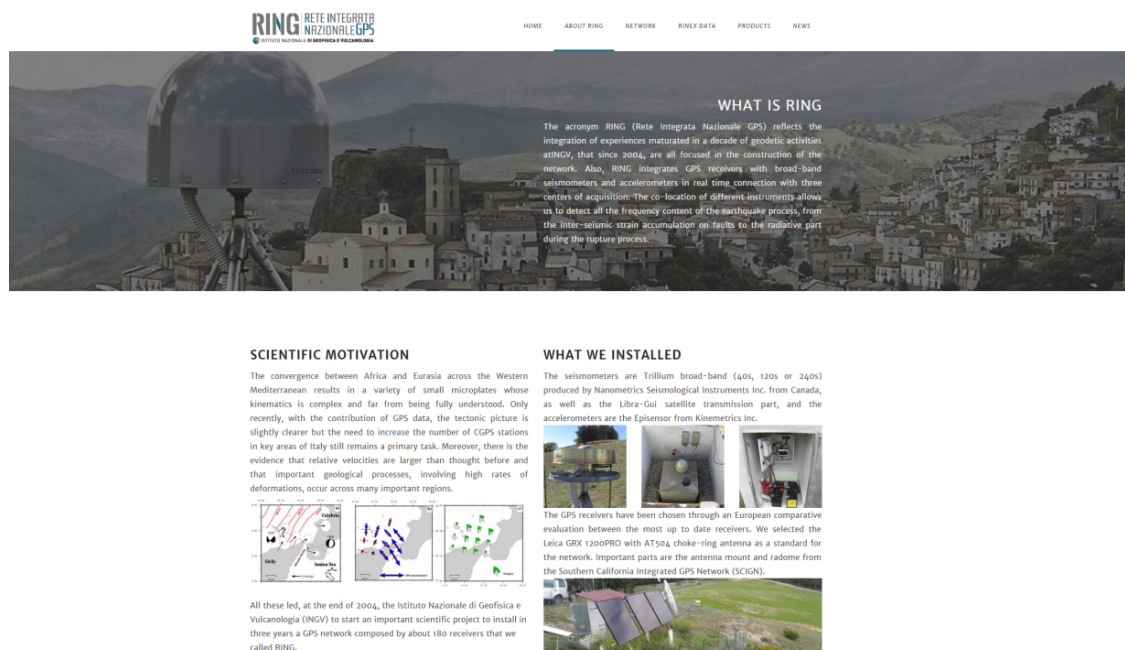 RING RETE INTEGRATA
NAZIONALE GPS
ISTITUTO NAZIONALE DI GEOFISICA E VULCANOLOGIA
HOME ABOUT RING NETWORK RINEX DATA PRODUCTS NEWS
WHAT IS RING
The acronym RING (Rete Integrata Nazionale GPS) reflects the
integration of experiences maturated in a decade of geodetic activities
atINGV, that since 2004, are all focused in the construction of the
network. Also, RING integrates GPS receivers with broad-band
seismometers and accelerometers in real time connection with three
centers of acquisition. The co-location of different instruments allows
us to detect all the frequency content of the earthquake process, from
the inter-seismic strain accumulation on faults to the radiative part
during the rupture process.
SCIENTIFIC MOTIVATION
The convergence between Africa and Eurasia across the Western
Mediterranean results in a variety of small microplates whose
kinematics is complex and far from being fully understood. Only
recently, with the contribution of GPS data, the tectonic picture is
slightly clearer but the need to increase the number of CGPS stations
in key areas of Italy still remains a primary task. Moreover, there is the
evidence that relative velocities are larger than thought before and
that important geological processes, involving high rates of
deformations, occur across many important regions.
Calabria
Sicily
Ionian Sea
All these led, at the end of 2004, the Istituto Nazionale di Geofisica e
Vulcanologia (INGV) to start an important scientific project to install in
three years a GPS network composed by about 180 receivers that we
called RING.
WHAT WE INSTALLED
The seismometers are Trillium broad-band (40s, 120s or 240s)
produced by Nanometrics Seismological Instruments Inc. from Canada,
as well as the Libra-Gui satellite transmission part, and the
accelerometers are the Episensor from Kinemetrics Inc.
The GPS receivers have been chosen through an European comparative
evaluation between the most up to date receivers. We selected the
Leica GRX 1200PRO with AT504 choke-ring antenna as a standard for
the network. Important parts are the antenna mount and radome from
the Southern California Integrated GPS Network (SCIGN).